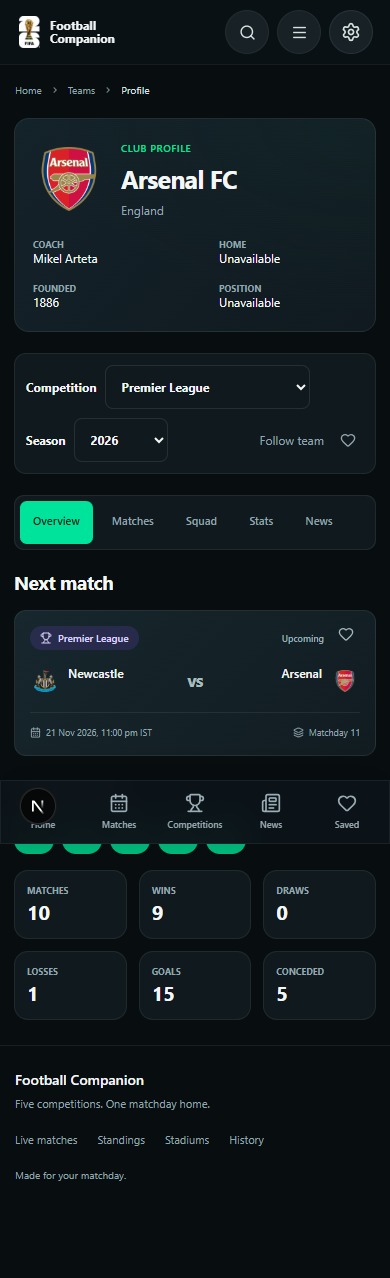 FIFA
Football
Companion
Home > Teams > Profile
Arsenal
CLUB PROFILE
Arsenal FC
England
COACH
Mikel Arteta
HOME
Unavailable
FOUNDED
1886
POSITION
Unavailable
Competition
Premier League
Season
2026
Follow team
Overview
Matches
Squad
Stats
News
Next match
Premier League
Upcoming
Newcastle
vs
Arsenal
21 Nov 2026, 11:00 pm IST
Matchday 11
N
Home
Matches
Competitions
News
Saved
MATCHES
10
WINS
9
DRAWS
0
LOSSES
1
GOALS
15
CONCEDED
5
Football Companion
Five competitions. One matchday home.
Live matches
Standings
Stadiums
History
Made for your matchday.